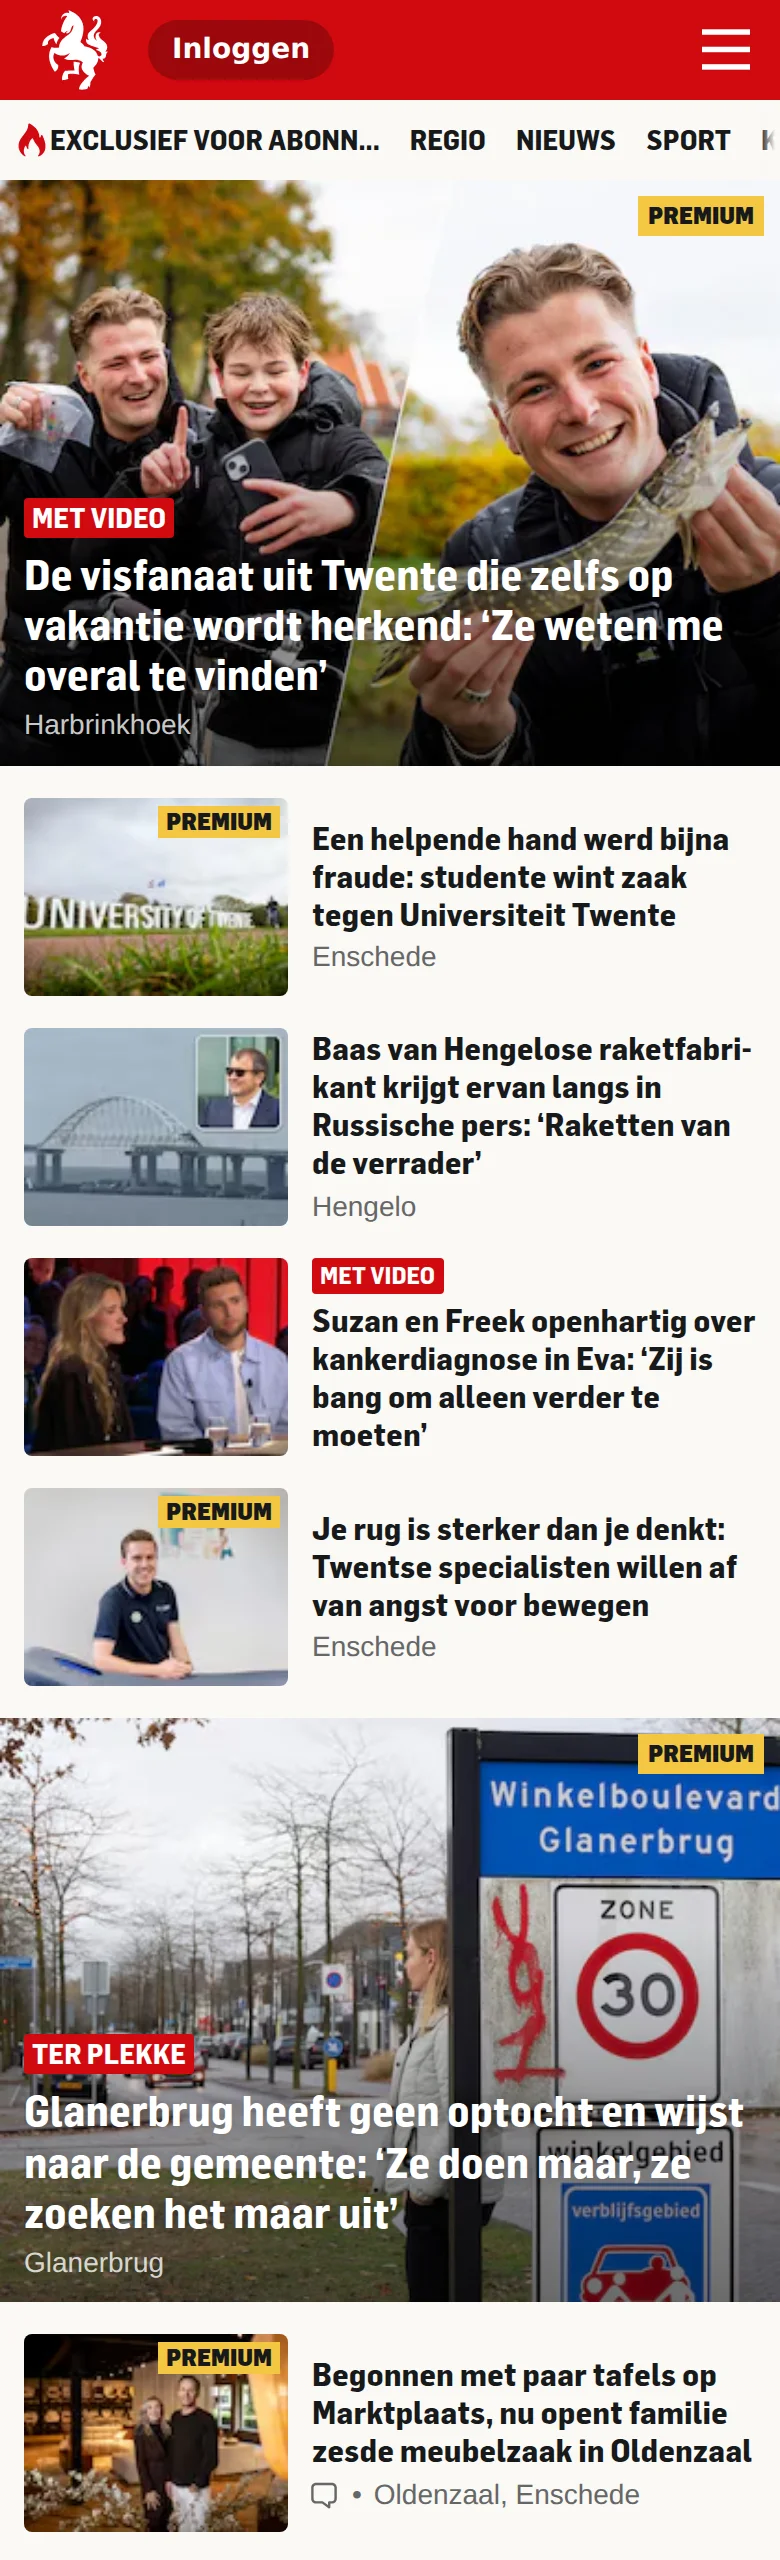 Inloggen
EXCLUSIEF VOOR ABONN... REGIO NIEUWS SPORT
PREMIUM
MET VIDEO
De visfanaat uit Twente die zelfs op
vakantie wordt herkend: ‘Ze weten me
overal te vinden’
Harbrinkhoek
PREMIUM
UNIVERSITY OF TWENTE
Een helpende hand werd bijna
fraude: studente wint zaak
tegen Universiteit Twente
Enschede
Baas van Hengelose raketfabri-
kant krijgt ervan langs in
Russische pers: ‘Raketten van
de verrader’
Hengelo
MET VIDEO
Suzan en Freek openhartig over
kankerdiagnose in Eva: ‘Zij is
bang om alleen verder te
moeten’
PREMIUM
Je rug is sterker dan je denkt:
Twentse specialisten willen af
van angst voor bewegen
Enschede
PREMIUM
Winkelboulevard
Glanerbrug
ZONE
30
TER PLEKKE
Glanerbrug heeft geen optocht en wijst
naar de gemeente: ‘Ze doen maar, ze
zoeken het maar uit’
Glanerbrug
winkelgebied
verblijfsgebied
PREMIUM
Begonnen met paar tafels op
Marktplaats, nu opent familie
zesde meubelzaak in Oldenzaal
• Oldenzaal, Enschede